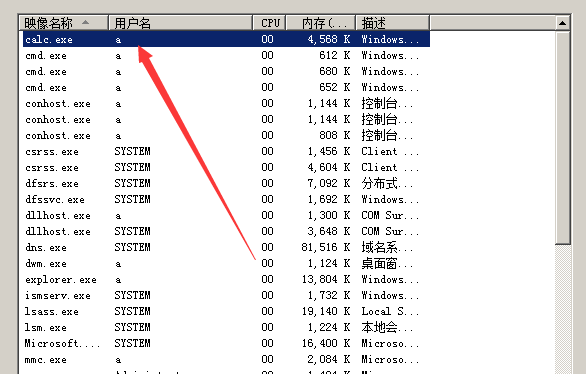 映像名称 用户名 CPU 内存(... 描述
calc.exe a 00 4,568 K Windows...
cmd.exe a 00 612 K Windows...
cmd.exe a 00 680 K Windows...
cmd.exe a 00 652 K Windows...
conhost.exe a 00 1,144 K 控制台...
conhost.exe a 00 1,144 K 控制台...
conhost.exe a 00 808 K 控制台...
csrss.exe SYSTEM 00 1,456 K Client ...
csrss.exe SYSTEM 00 4,604 K Client ...
dfsrs.exe SYSTEM 00 7,092 K 分布式...
dfssvc.exe SYSTEM 00 1,692 K Windows...
dllhost.exe a 00 1,300 K COM Sur...
dllhost.exe SYSTEM 00 3,648 K COM Sur...
dns.exe SYSTEM 00 81,516 K 域名系...
dwm.exe a 00 1,124 K 桌面窗...
explorer.exe a 00 13,804 K Windows...
ismserv.exe SYSTEM 00 1,732 K Windows...
lsass.exe SYSTEM 00 19,140 K Local S...
lsm.exe SYSTEM 00 1,224 K 本地会...
Microsoft.... SYSTEM 00 16,400 K Microso...
mmc.exe a 00 2,084 K Microso...